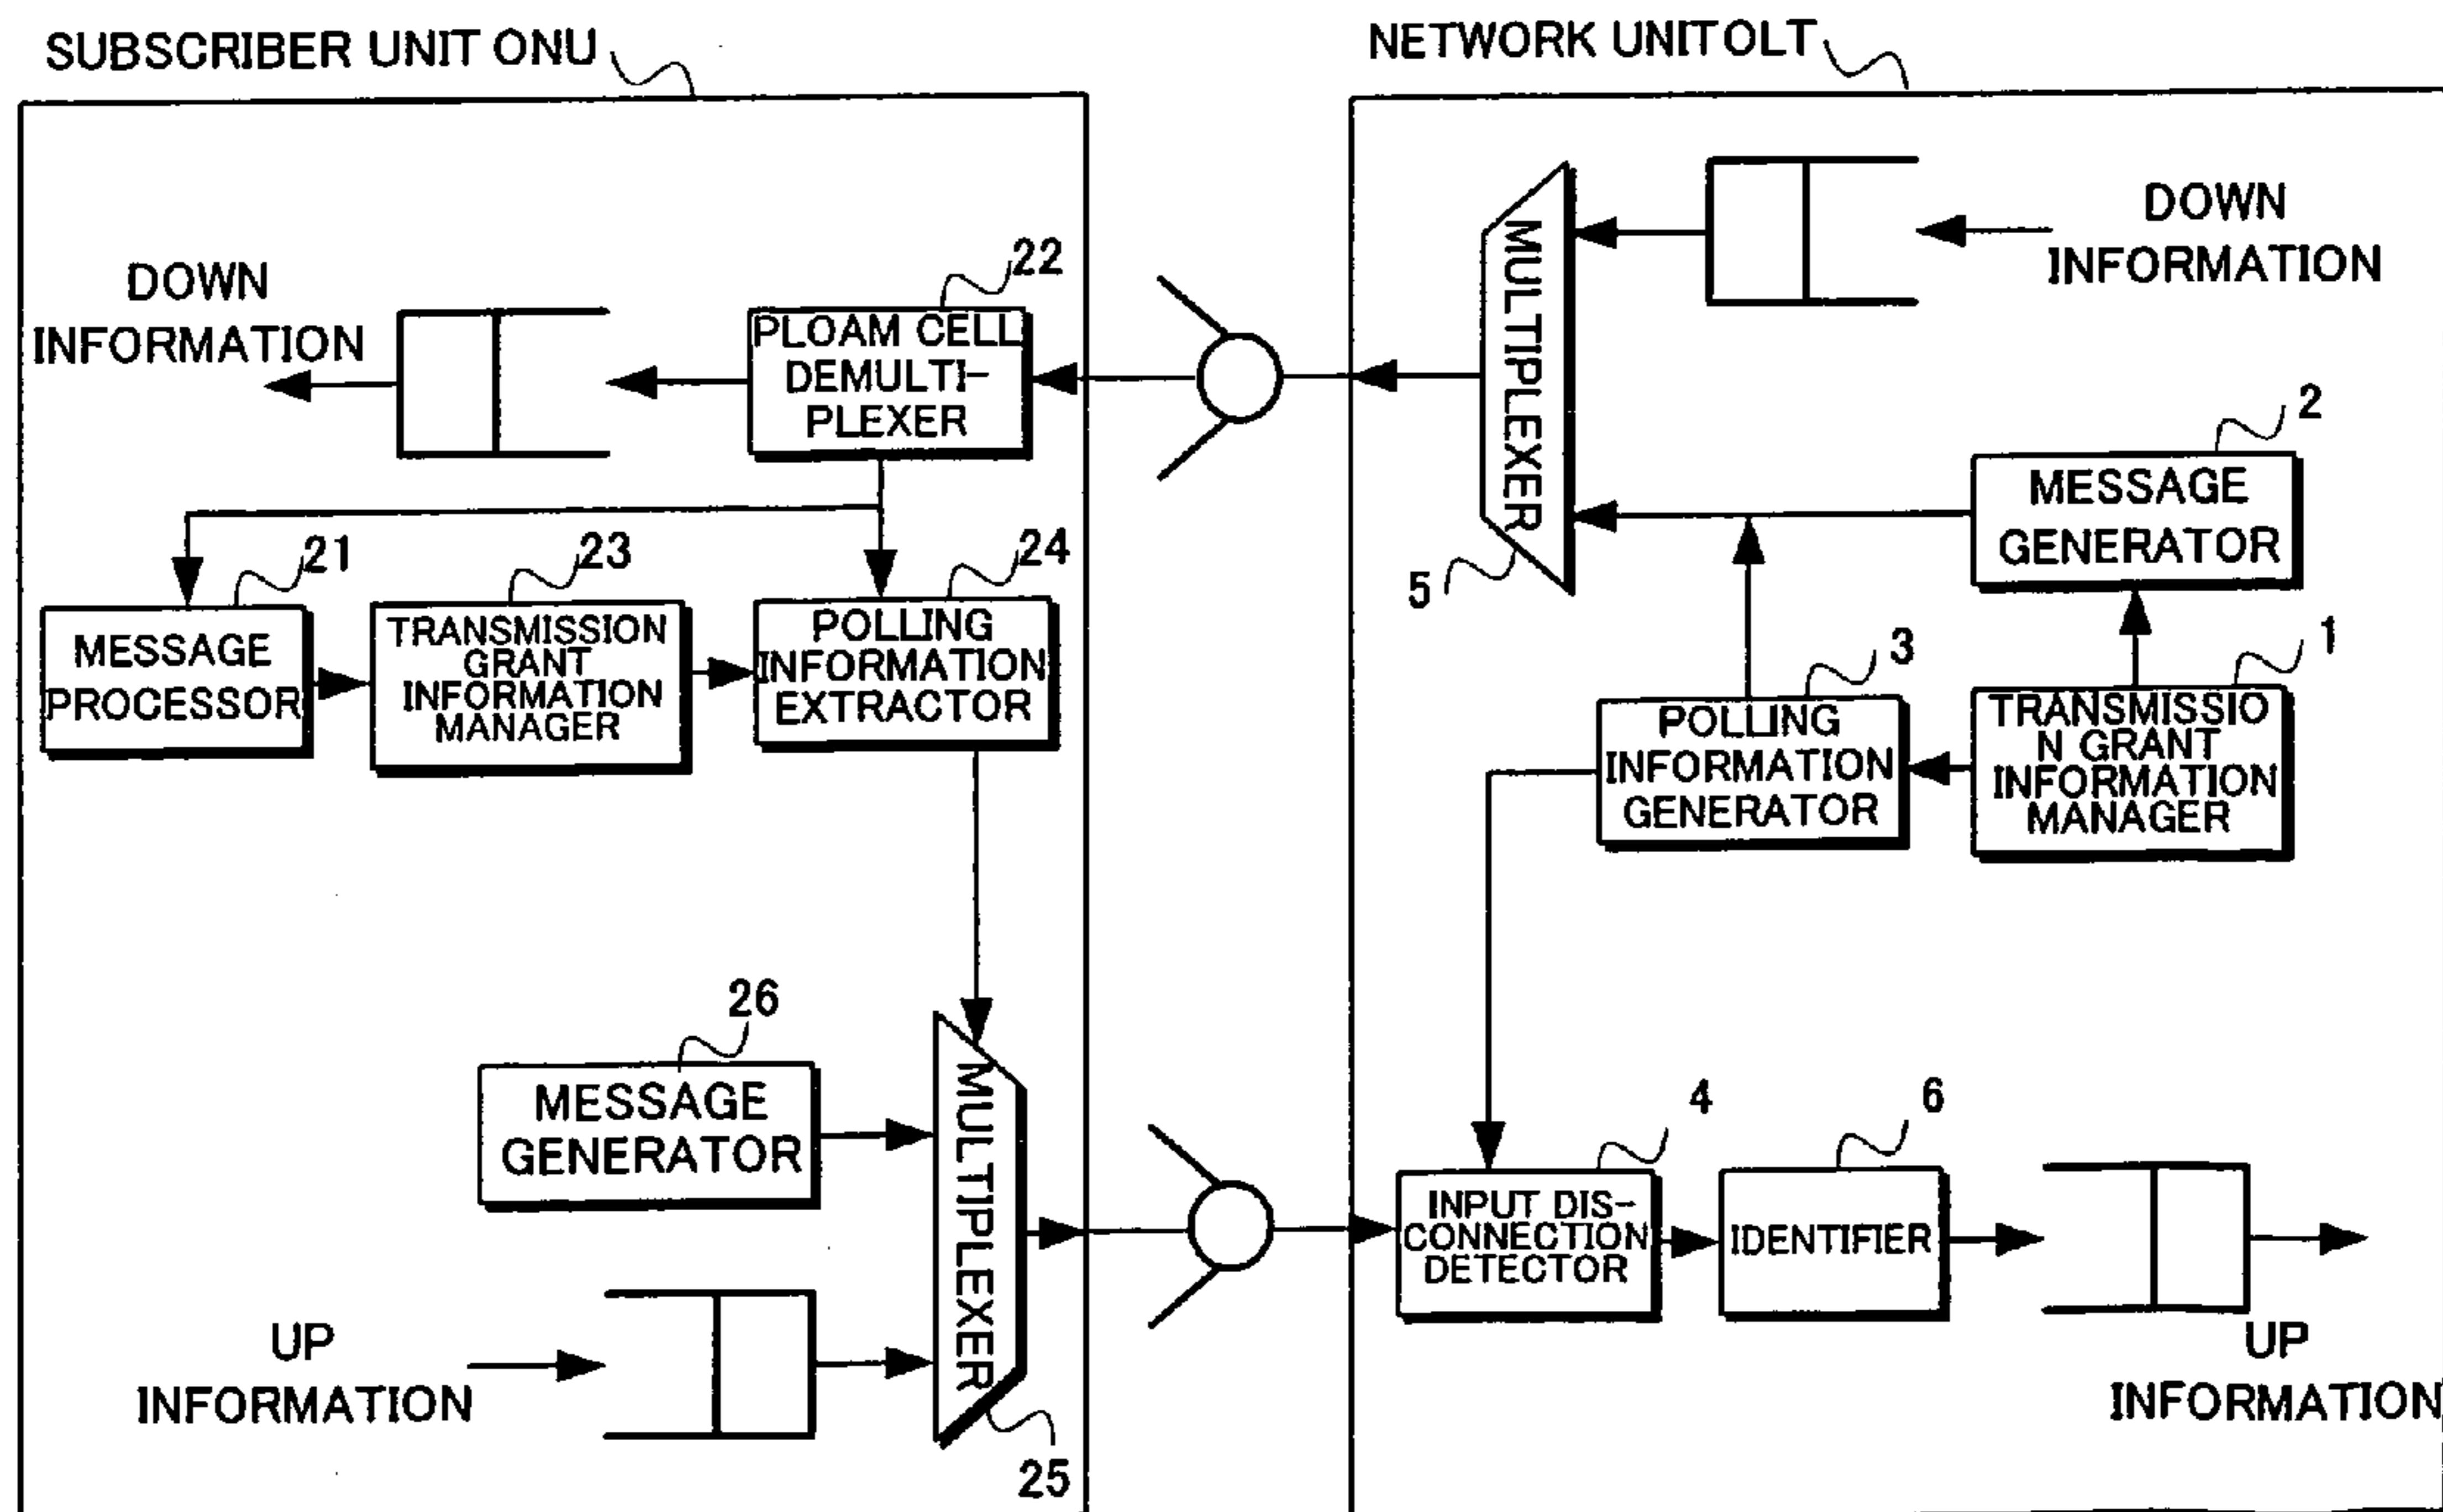 SUBSCRIBER UNIT ONU
NETWORK UNIT OLT
DOWN
INFORMATION
22
PLOAM CELL
DEMULTI-
PLEXER
MULTIPLEXER
5
DOWN
INFORMATION
2
MESSAGE
GENERATOR
21
MESSAGE
PROCESSOR
23
TRANSMISSION
GRANT
INFORMATION
MANAGER
24
POLLING
INFORMATION
EXTRACTOR
3
POLLING
INFORMATION
GENERATOR
1
TRANSMISSIO
N GRANT
INFORMATION
MANAGER
26
MESSAGE
GENERATOR
MULTIPLEXER
25
UP
INFORMATION
4
INPUT DIS-
CONNECTION
DETECTOR
6
IDENTIFIER
UP
INFORMATION